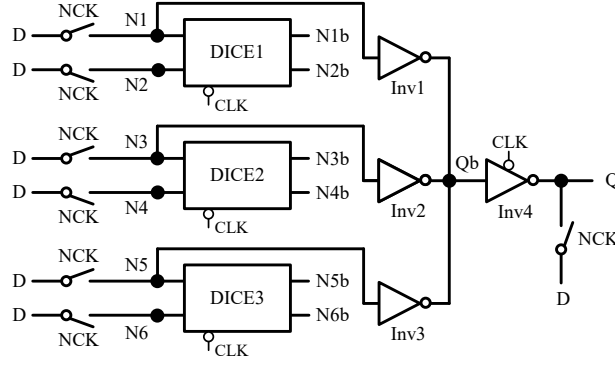 NCK
N1
D
DICE1
N1b
D
N2b
NCK
N2
CLK
Inv1
NCK
N3
D
DICE2
N3b
D
N4b
NCK
N4
CLK
Inv2
Qb
CLK
Inv4
Q
NCK
D
NCK
N5
D
DICE3
N5b
D
N6b
NCK
N6
CLK
Inv3